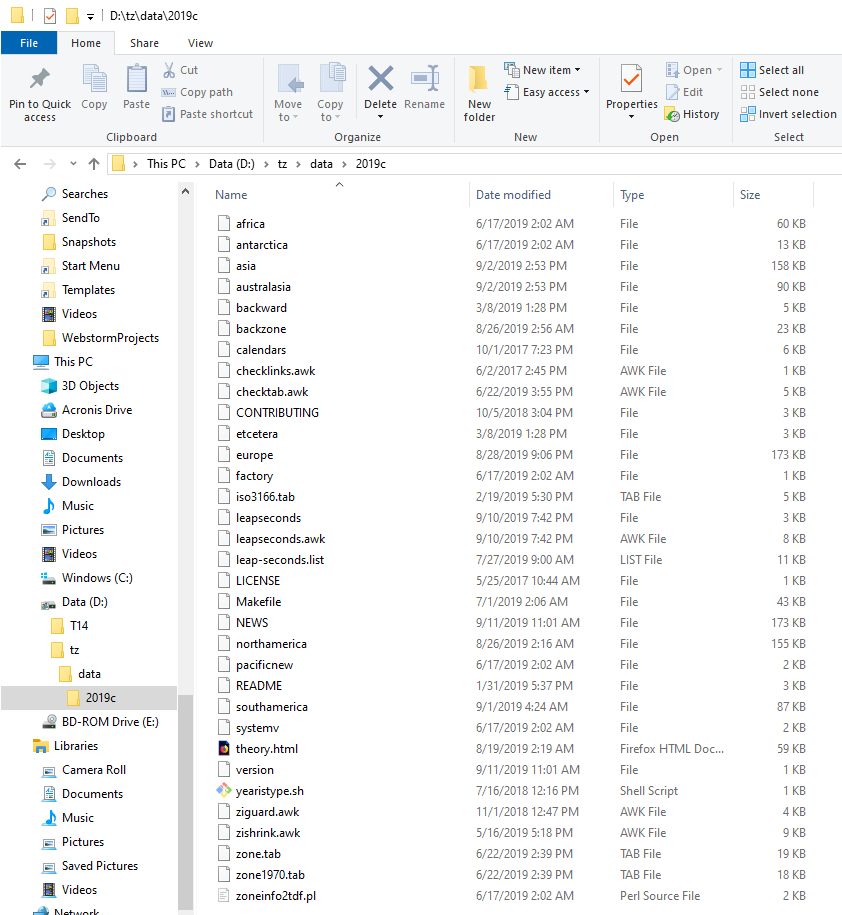 D:\tz\data\2019c
File Home Share View
Pin to Quick access
Copy
Paste
Cut
Copy path
Paste shortcut
Clipboard
Move to
Copy to
Delete
Rename
Organize
New folder
New item
Easy access
New
Properties
Open
Edit
History
Open
Select all
Select none
Invert selection
Select
This PC > Data (D:) > tz > data > 2019c
Searches
SendTo
Snapshots
Start Menu
Templates
Videos
WebstormProjects
This PC
3D Objects
Acronis Drive
Desktop
Documents
Downloads
Music
Pictures
Videos
Windows (C:)
Data (D:)
T14
tz
data
2019c
BD-ROM Drive (E:)
Libraries
Camera Roll
Documents
Music
Pictures
Saved Pictures
Videos
Network
Name Date modified Type Size
africa 6/17/2019 2:02 AM File 60 KB
antarctica 6/17/2019 2:02 AM File 13 KB
asia 9/2/2019 2:53 PM File 158 KB
australasia 9/2/2019 2:53 PM File 90 KB
backward 3/8/2019 1:28 PM File 5 KB
backzone 8/26/2019 2:56 AM File 23 KB
calendars 10/1/2017 7:23 PM File 6 KB
checklinks.awk 6/2/2017 2:45 PM AWK File 1 KB
checktab.awk 6/22/2019 3:55 PM AWK File 5 KB
CONTRIBUTING 10/5/2018 3:04 PM File 3 KB
etcetera 3/8/2019 1:28 PM File 3 KB
europe 8/28/2019 9:06 PM File 173 KB
factory 6/17/2019 2:02 AM File 1 KB
iso3166.tab 2/19/2019 5:30 PM TAB File 5 KB
leapseconds 9/10/2019 7:42 PM File 3 KB
leapseconds.awk 9/10/2019 7:42 PM AWK File 8 KB
leap-seconds.list 7/27/2019 9:00 AM LIST File 11 KB
LICENSE 5/25/2017 10:44 AM File 1 KB
Makefile 7/1/2019 2:06 AM File 43 KB
NEWS 9/11/2019 11:01 AM File 173 KB
northamerica 8/26/2019 2:16 AM File 155 KB
pacificnew 6/17/2019 2:02 AM File 2 KB
README 1/31/2019 5:37 PM File 3 KB
southamerica 9/1/2019 4:24 AM File 87 KB
systemv 6/17/2019 2:02 AM File 2 KB
theory.html 8/19/2019 2:19 AM Firefox HTML Doc... 59 KB
version 9/11/2019 11:01 AM File 1 KB
yearistype.sh 7/16/2018 12:16 PM Shell Script 1 KB
ziguard.awk 11/1/2018 12:47 PM AWK File 4 KB
zishrink.awk 5/16/2019 5:18 PM AWK File 9 KB
zone.tab 6/22/2019 2:39 PM TAB File 19 KB
zone1970.tab 6/22/2019 2:39 PM TAB File 18 KB
zoneinfo2tdf.pl 6/17/2019 2:02 AM Perl Source File 2 KB